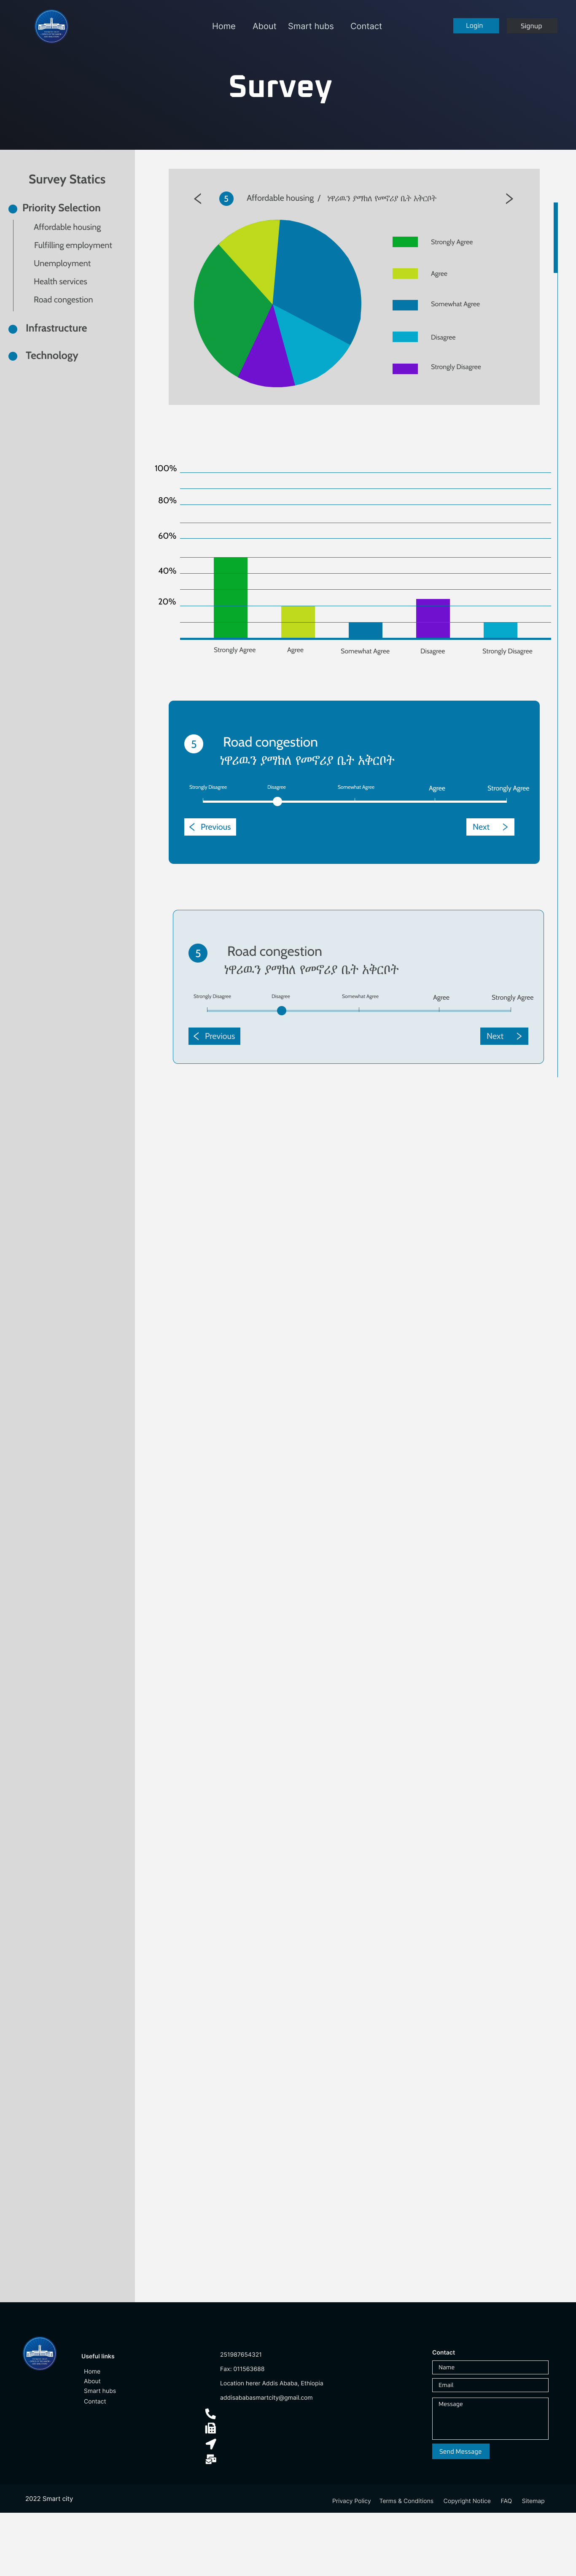 Home About Smart hubs Contact Login Signup
Survey
Survey Statics
Priority Selection
Affordable housing
Fulfilling employment
Unemployment
Health services
Road congestion
Infrastructure
Technology
5 Affordable housing / ነዋሪዉን ያማከለ የመኖሪያ ቤት አቅርቦት
Strongly Agree
Agree
Somewhat Agree
Disagree
Strongly Disagree
100%
80%
60%
40%
20%
Strongly Agree Agree Somewhat Agree Disagree Strongly Disagree
5 Road congestion
ነዋሪዉን ያማከለ የመኖሪያ ቤት አቅርቦት
Strongly Disagree Disagree Somewhat Agree Agree Strongly Agree
Previous Next
5 Road congestion
ነዋሪዉን ያማከለ የመኖሪያ ቤት አቅርቦት
Strongly Disagree Disagree Somewhat Agree Agree Strongly Agree
Previous Next
Useful links
Home
About
Smart hubs
Contact
251987654321
Fax: 011563688
Location herer Addis Ababa, Ethiopia
addisababasmartcity@gmail.com
Contact
Name
Email
Message
Send Message
2022 Smart city
Privacy Policy Terms & Conditions Copyright Notice FAQ Sitemap